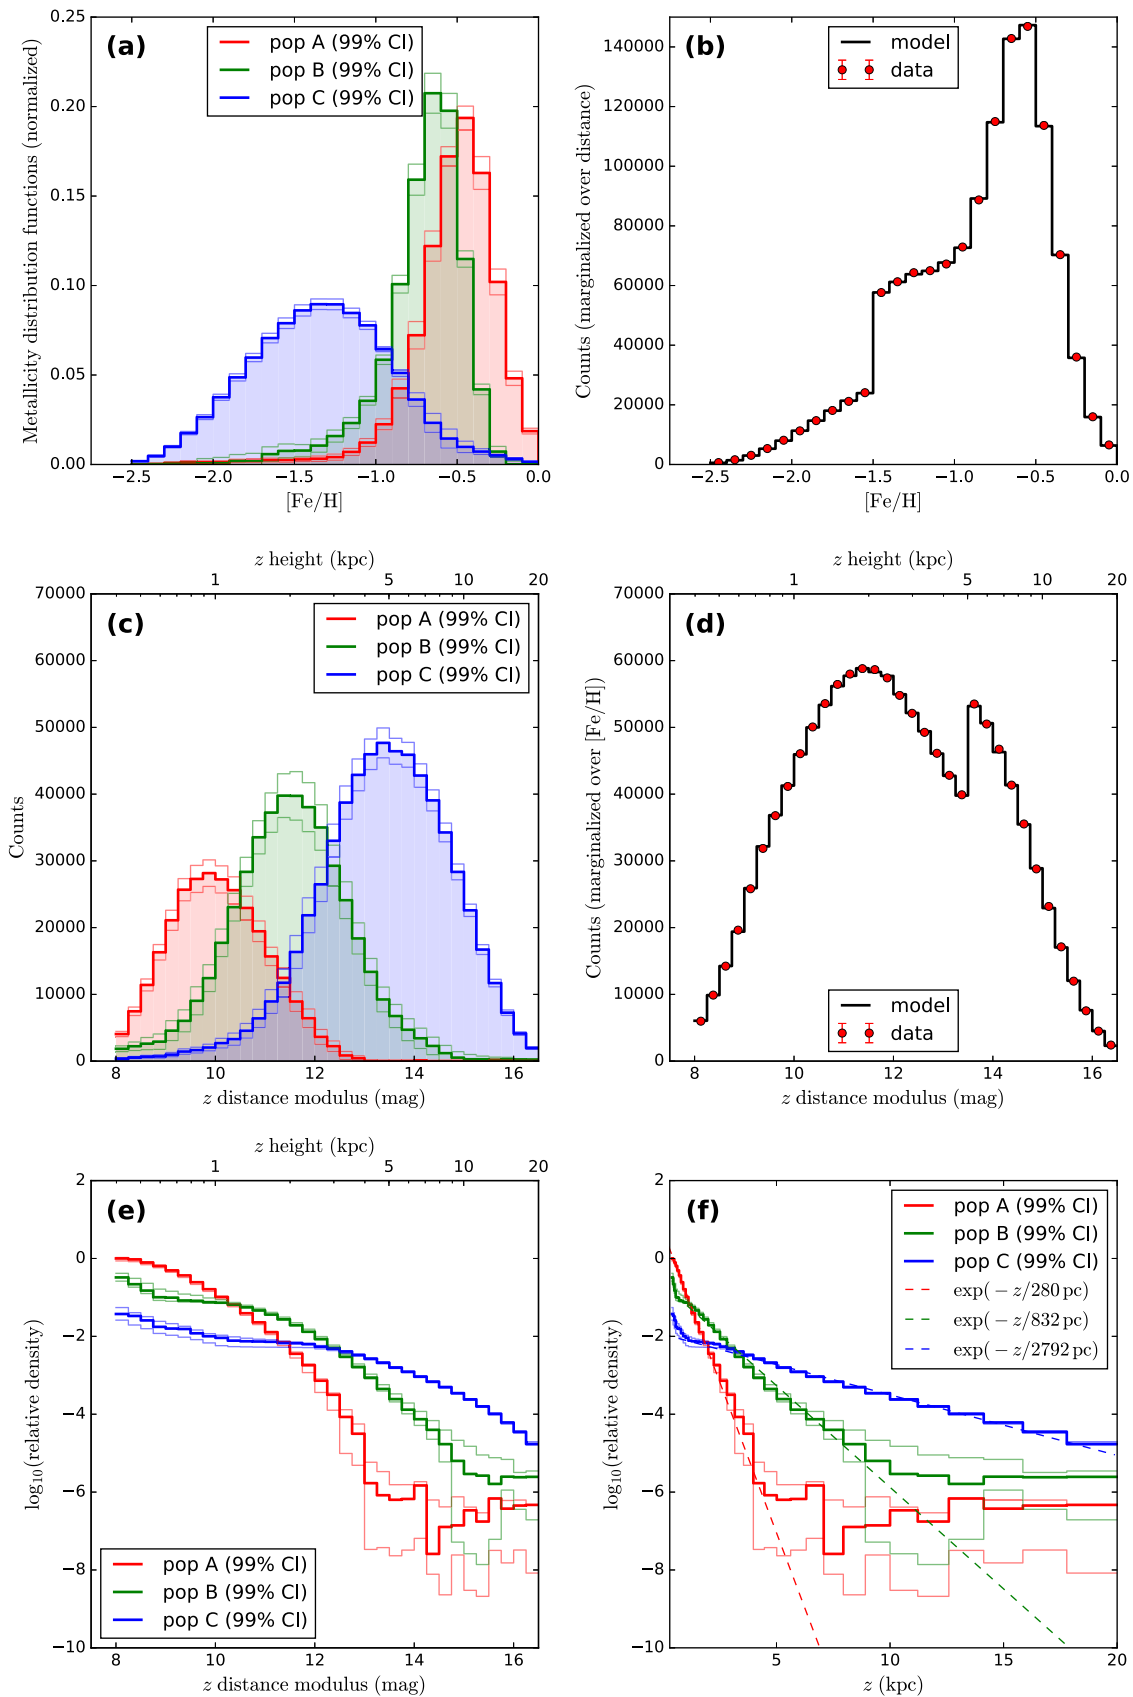 (a)
pop A (99% CI)
pop B (99% CI)
pop C (99% CI)
Metallicity distribution functions (normalized)
0.25
0.20
0.15
0.10
0.05
0.00
−2.5 −2.0 −1.5 −1.0 −0.5 0.0
[Fe/H]
(b)
model
data
Counts (marginalized over distance)
140000
120000
100000
80000
60000
40000
20000
0
−2.5 −2.0 −1.5 −1.0 −0.5 0.0
[Fe/H]
z height (kpc)
1 5 10 20
(c)
pop A (99% CI)
pop B (99% CI)
pop C (99% CI)
Counts
70000
60000
50000
40000
30000
20000
10000
0
8 10 12 14 16
z distance modulus (mag)
z height (kpc)
1 5 10 20
(d)
Counts (marginalized over [Fe/H])
70000
60000
50000
40000
30000
20000
10000
0
model
data
8 10 12 14 16
z distance modulus (mag)
z height (kpc)
1 5 10 20
(e)
log10(relative density)
2
0
−2
−4
−6
−8
−10
pop A (99% CI)
pop B (99% CI)
pop C (99% CI)
8 10 12 14 16
z distance modulus (mag)
(f)
pop A (99% CI)
pop B (99% CI)
pop C (99% CI)
exp(−z/280 pc)
exp(−z/832 pc)
exp(−z/2792 pc)
log10(relative density)
2
0
−2
−4
−6
−8
−10
5 10 15 20
z (kpc)